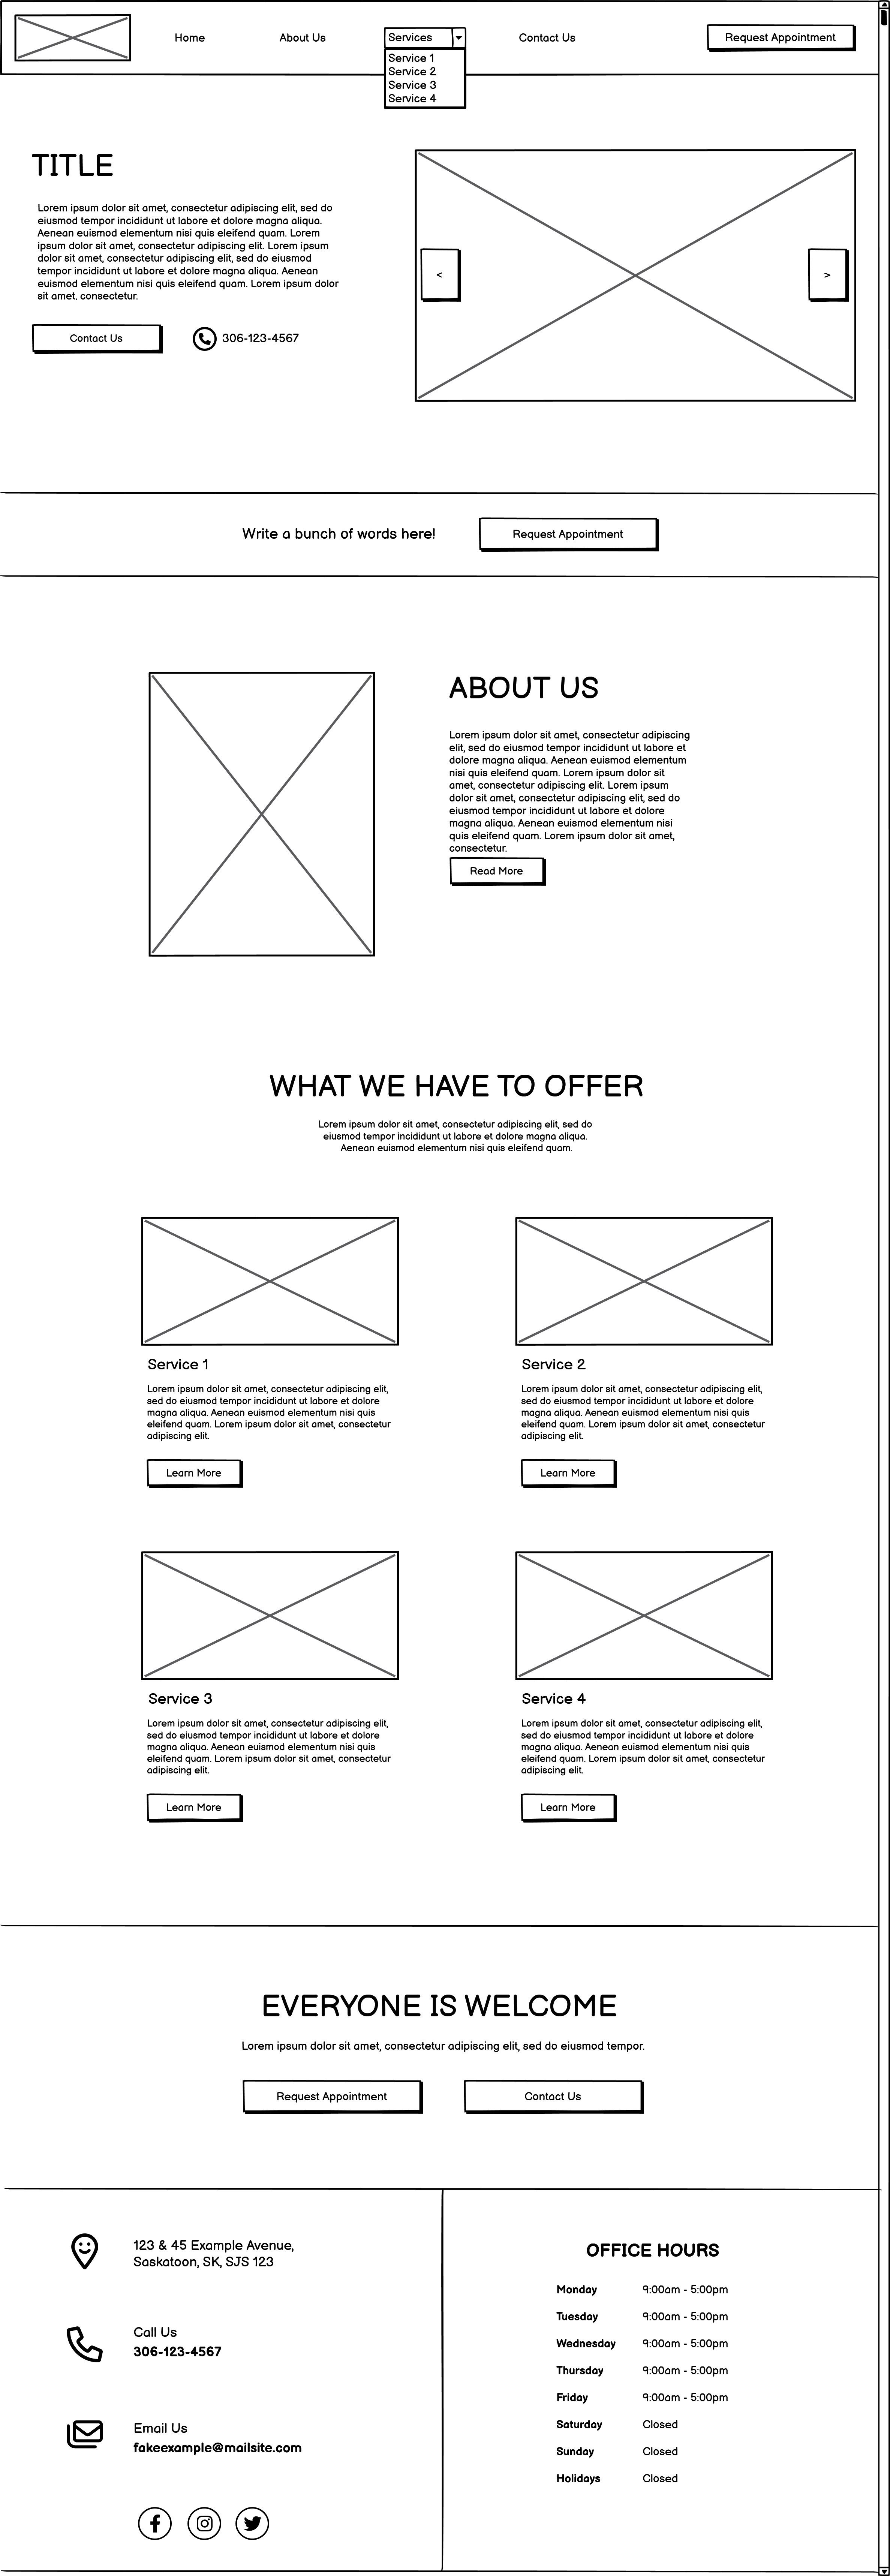 Home
About Us
Services
Contact Us
Request Appointment
Service 1
Service 2
Service 3
Service 4
TITLE
Lorem ipsum dolor sit amet, consectetur adipiscing elit, sed do
eiusmod tempor incididunt ut labore et dolore magna aliqua.
Aenean euismod elementum nisi quis eleifend quam. Lorem
ipsum dolor sit amet, consectetur adipiscing elit. Lorem ipsum
dolor sit amet, consectetur adipiscing elit, sed do eiusmod
tempor incididunt ut labore et dolore magna aliqua. Aenean
euismod elementum nisi quis eleifend quam. Lorem ipsum dolor
sit amet, consectetur.
Contact Us
306-123-4567
<
>
Write a bunch of words here!
Request Appointment
ABOUT US
Lorem ipsum dolor sit amet, consectetur adipiscing
elit, sed do eiusmod tempor incididunt ut labore et
dolore magna aliqua. Aenean euismod elementum
nisi quis eleifend quam. Lorem ipsum dolor sit
amet, consectetur adipiscing elit. Lorem ipsum
dolor sit amet, consectetur adipiscing elit, sed do
eiusmod tempor incididunt ut labore et dolore
magna aliqua. Aenean euismod elementum nisi
quis eleifend quam. Lorem ipsum dolor sit amet,
consectetur.
Read More
WHAT WE HAVE TO OFFER
Lorem ipsum dolor sit amet, consectetur adipiscing elit, sed do
eiusmod tempor incididunt ut labore et dolore magna aliqua.
Aenean euismod elementum nisi quis eleifend quam.
Service 1
Lorem ipsum dolor sit amet, consectetur adipiscing elit,
sed do eiusmod tempor incididunt ut labore et dolore
magna aliqua. Aenean euismod elementum nisi quis
eleifend quam. Lorem ipsum dolor sit amet, consectetur
adipiscing elit.
Learn More
Service 2
Lorem ipsum dolor sit amet, consectetur adipiscing elit,
sed do eiusmod tempor incididunt ut labore et dolore
magna aliqua. Aenean euismod elementum nisi quis
eleifend quam. Lorem ipsum dolor sit amet, consectetur
adipiscing elit.
Learn More
Service 3
Lorem ipsum dolor sit amet, consectetur adipiscing elit,
sed do eiusmod tempor incididunt ut labore et dolore
magna aliqua. Aenean euismod elementum nisi quis
eleifend quam. Lorem ipsum dolor sit amet, consectetur
adipiscing elit.
Learn More
Service 4
Lorem ipsum dolor sit amet, consectetur adipiscing elit,
sed do eiusmod tempor incididunt ut labore et dolore
magna aliqua. Aenean euismod elementum nisi quis
eleifend quam. Lorem ipsum dolor sit amet, consectetur
adipiscing elit.
Learn More
EVERYONE IS WELCOME
Lorem ipsum dolor sit amet, consectetur adipiscing elit, sed do eiusmod tempor.
Request Appointment
Contact Us
123 & 45 Example Avenue,
Saskatoon, SK, SJS 123
Call Us
306-123-4567
Email Us
fakeexample@mailsite.com
OFFICE HOURS
Monday 9:00am - 5:00pm
Tuesday 9:00am - 5:00pm
Wednesday 9:00am - 5:00pm
Thursday 9:00am - 5:00pm
Friday 9:00am - 5:00pm
Saturday Closed
Sunday Closed
Holidays Closed